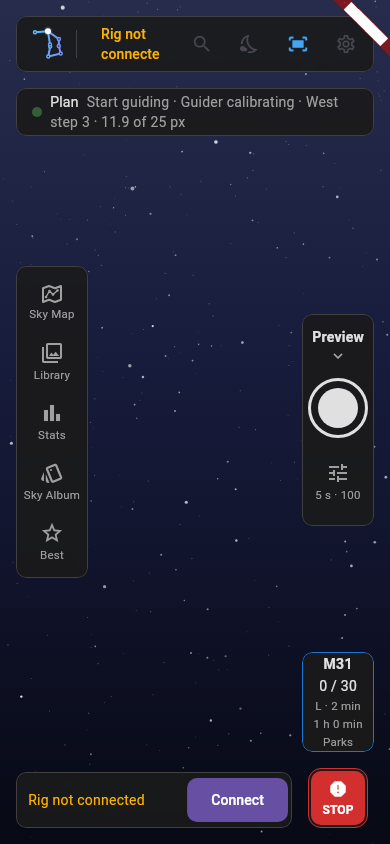 Rig not
connecte
Plan Start guiding · Guider calibrating · West
step 3 · 11.9 of 25 px
Sky Map
Library
Stats
Sky Album
Best
Preview
5 s · 100
M31
0 / 30
L · 2 min
1 h 0 min
Parks
Rig not connected
Connect
STOP